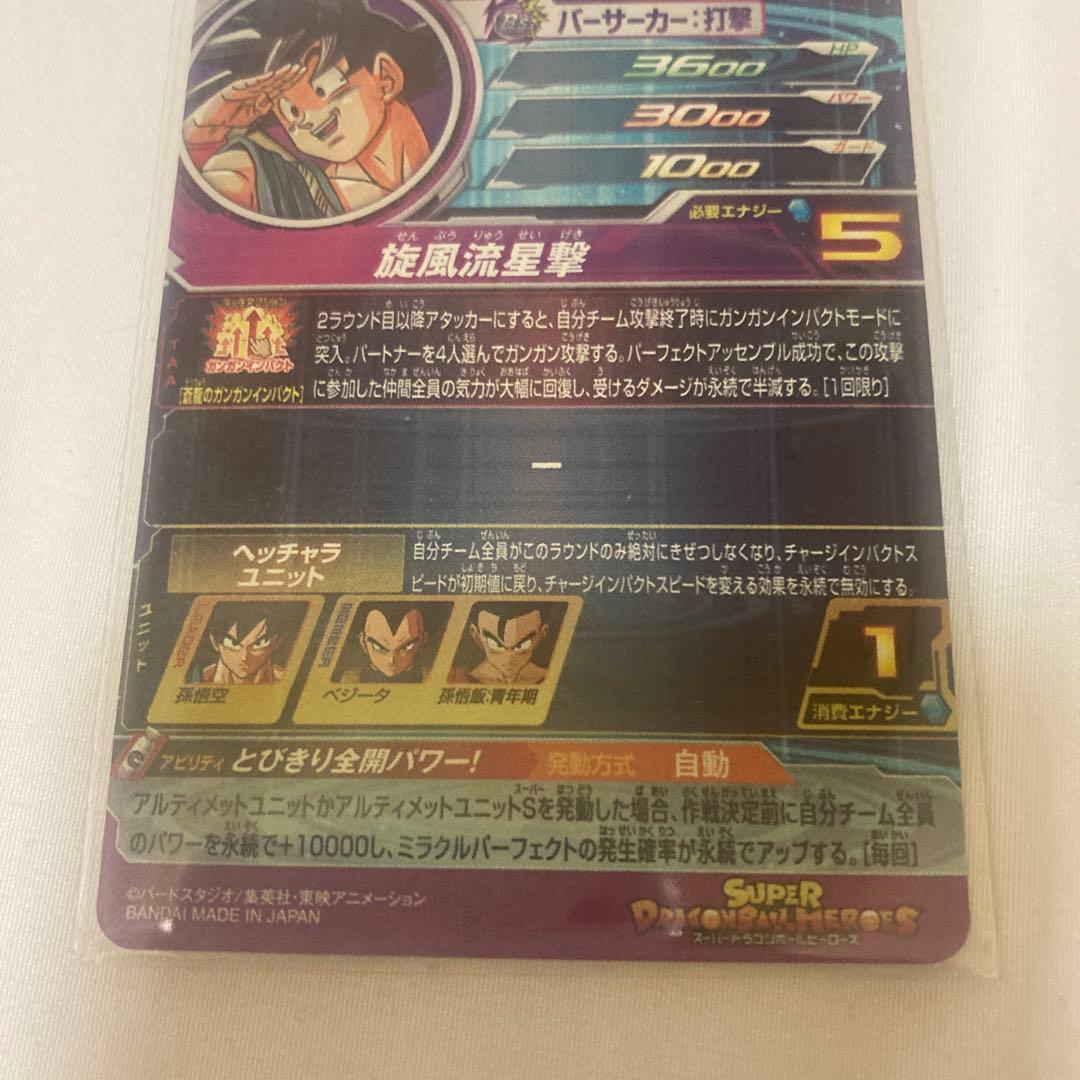 バーサーカー：打撃
HP
3600
パワー
3000
ガード
1000
必要エナジー
5
せん ぷう りゅう せい げき
旋風流星撃
TAA
タッチアクション
ガンガンインパクト
[蒼龍のガンガンインパクト]
2ラウンド目以降アタッカーにすると、自分チーム攻撃終了時にガンガンインパクトモードに
突入。パートナーを4人選んでガンガン攻撃する。パーフェクトアッセンブル成功で、この攻撃
に参加した仲間全員の気力が大幅に回復し、受けるダメージが永続で半減する。[1回限り]
ー
ユニット
ヘッチャラ
ユニット
自分チーム全員がこのラウンドのみ絶対にきぜつしなくなり、チャージインパクトス
ピードが初期値に戻り、チャージインパクトスピードを変える効果を永続で無効にする。
LEADER
孫悟空
MEMBER
ベジータ
孫悟飯：青年期
1
消費エナジー
アビリティ とびきり全開パワー！ 発動方式 自動
アルティメットユニットかアルティメットユニットSを発動した場合、作戦決定前に自分チーム全員
のパワーを永続で+10000し、ミラクルパーフェクトの発生確率が永続でアップする。[毎回]
©バードスタジオ/集英社・東映アニメーション
BANDAI MADE IN JAPAN
SUPER
DRAGONBALL HEROES
スーパードラゴンボールヒーローズ